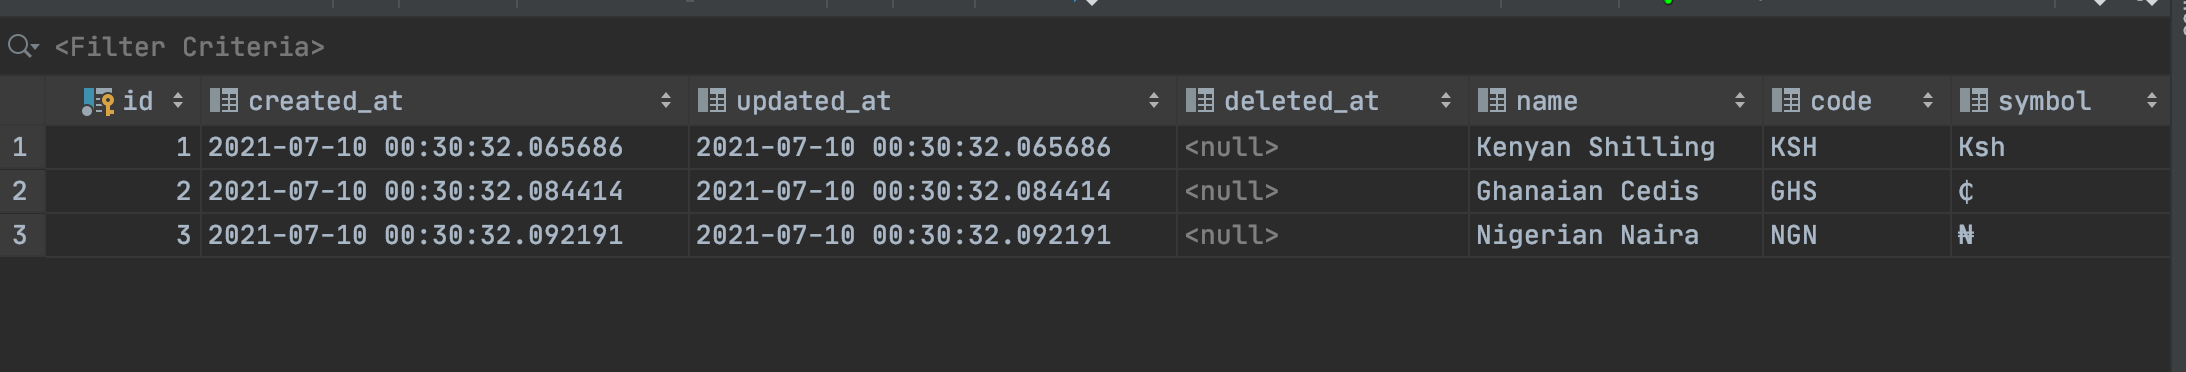 <Filter Criteria>
id created_at updated_at deleted_at name code symbol
1 1 2021-07-10 00:30:32.065686 2021-07-10 00:30:32.065686 <null> Kenyan Shilling KSH Ksh
2 2 2021-07-10 00:30:32.084414 2021-07-10 00:30:32.084414 <null> Ghanaian Cedis GHS ₵
3 3 2021-07-10 00:30:32.092191 2021-07-10 00:30:32.092191 <null> Nigerian Naira NGN ₦